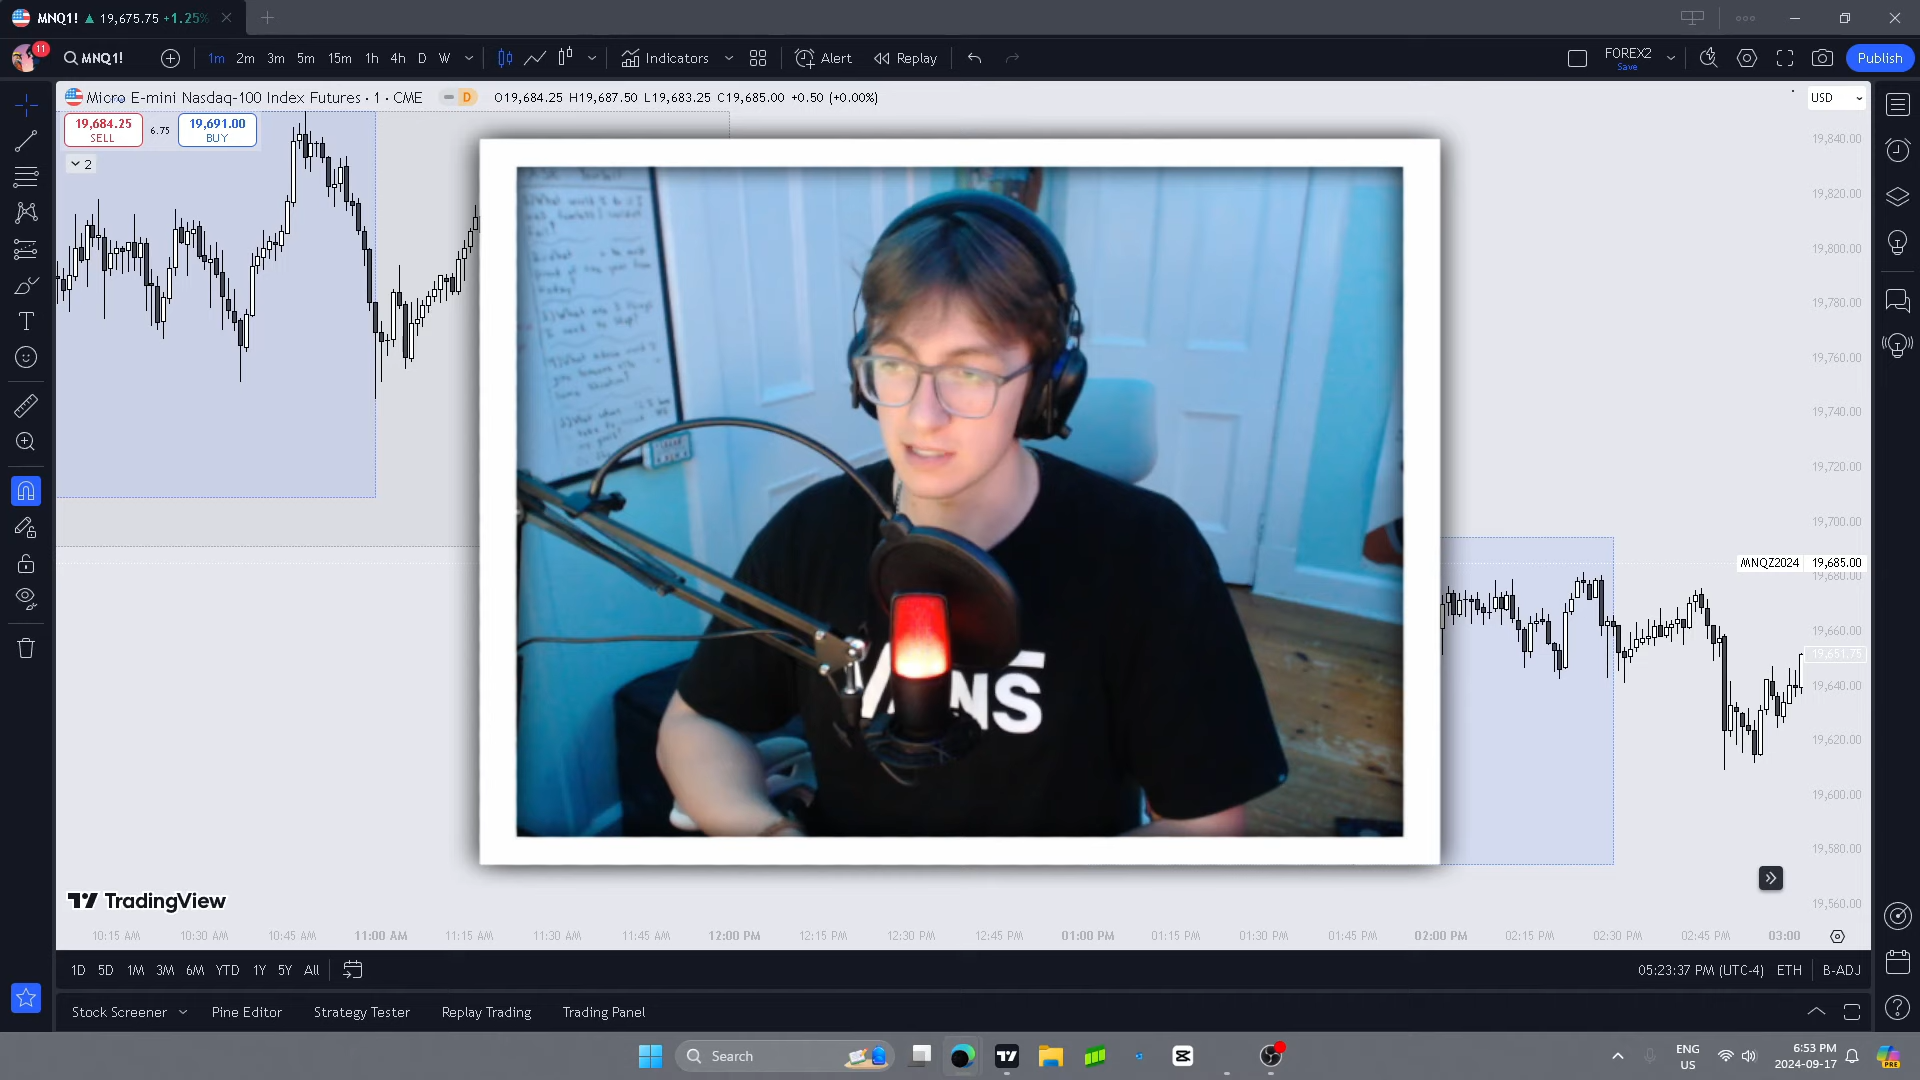 MNQ1! ▲ 19,675.75 +1.25%
11
MNQ1!
1m 2m 3m 5m 15m 1h 4h D W
Indicators
Alert
Replay
FOREX2
Save
Publish
Micro E-mini Nasdaq-100 Index Futures · 1 · CME
D
O19,684.25 H19,687.50 L19,683.25 C19,685.00 +0.50 (+0.00%)
USD
19,684.25
SELL
6.75
19,691.00
BUY
2
19,840.00
19,820.00
19,800.00
19,780.00
19,760.00
19,740.00
19,720.00
19,700.00
MNQZ2024 19,685.00
19,680.00
19,660.00
19,651.75
19,640.00
19,620.00
19,600.00
19,580.00
19,560.00
TradingView
10:15 AM 10:30 AM 10:45 AM 11:00 AM 11:15 AM 11:30 AM 11:45 AM 12:00 PM 12:15 PM 12:30 PM 12:45 PM 01:00 PM 01:15 PM 01:30 PM 01:45 PM 02:00 PM 02:15 PM 02:30 PM 02:45 PM 03:00
1D 5D 1M 3M 6M YTD 1Y 5Y All
05:23:37 PM (UTC-4) ETH B-ADJ
Stock Screener
Pine Editor
Strategy Tester
Replay Trading
Trading Panel
Search
ENG
US
6:53 PM
2024-09-17
PRE